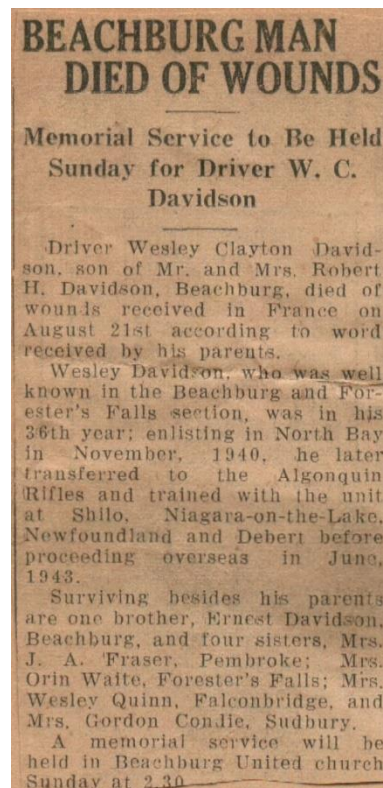 BEACHBURG MAN
DIED OF WOUNDS
Memorial Service to Be Held
Sunday for Driver W. C.
Davidson
Driver Wesley Clayton David-
son, son of Mr. and Mrs. Robert
H. Davidson, Beachburg, died of
wounds received in France on
August 21st according to word
received by his parents.
Wesley Davidson, who was well
known in the Beachburg and For-
ester's Falls section, was in his
36th year; enlisting in North Bay
in November, 1940, he later
transferred to the Algonquin
Rifles and trained with the unit
at Shilo, Niagara-on-the-Lake,
Newfoundland and Debert before
proceeding overseas in June,
1943.
Surviving besides his parents
are one brother, Ernest Davidson,
Beachburg, and four sisters, Mrs.
J. A. Fraser, Pembroke; Mrs.
Orin Waite, Forester's Falls; Mrs.
Wesley Quinn, Falconbridge, and
Mrs. Gordon Condie, Sudbury.
A memorial service will be
held in Beachburg United church
Sunday at 2.30